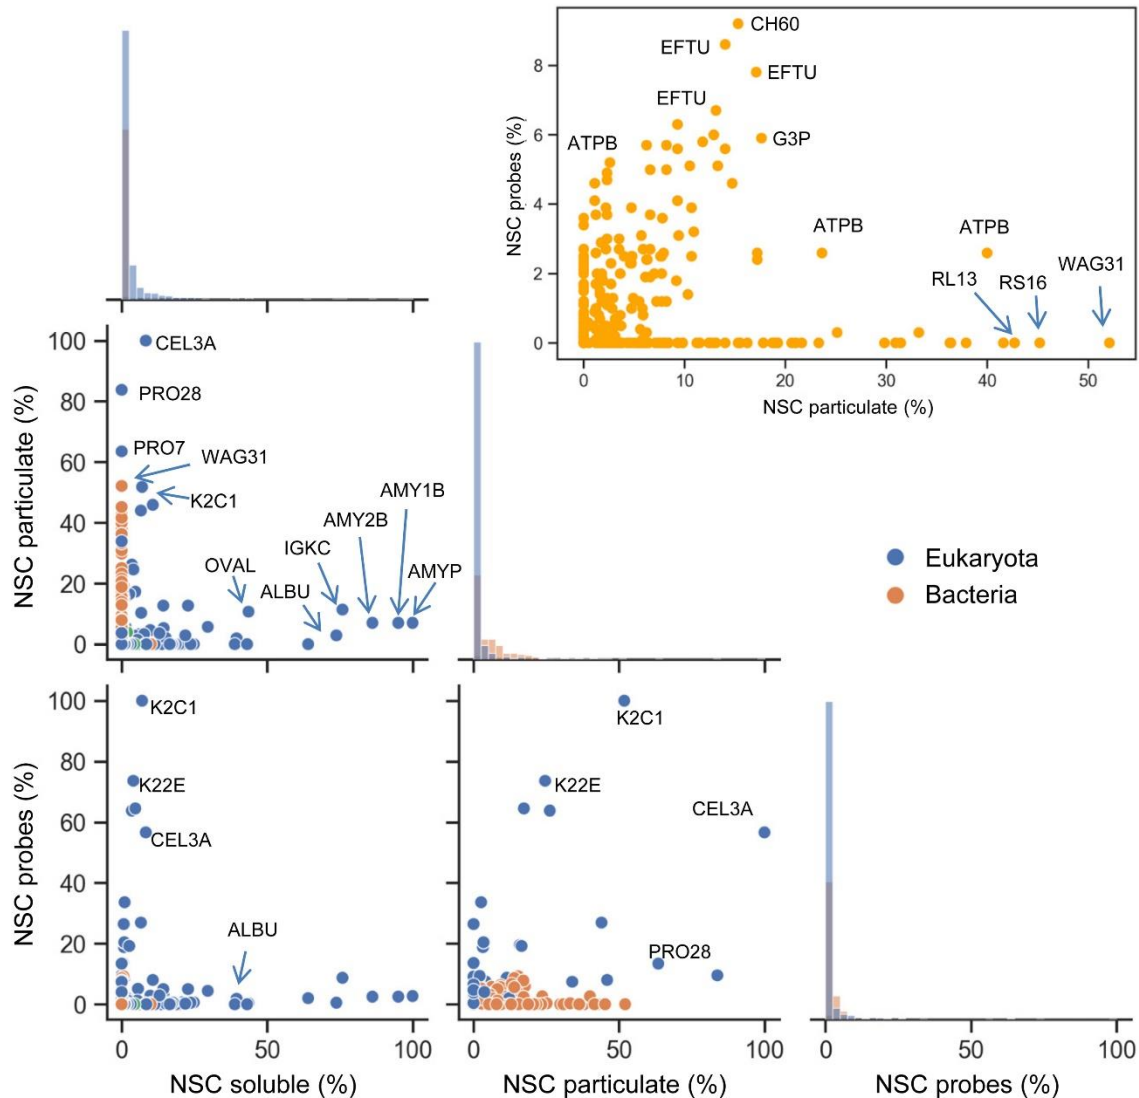 CH60
EFTU
EFTU
EFTU
G3P
ATPB
ATPB
ATPB
RL13
RS16
WAG31
NSC probes (%)
8
6
4
2
0
0 10 20 30 40 50
NSC particulate (%)
CEL3A
PRO28
PRO7
WAG31
K2C1
AMY1B
AMY2B
IGKC
OVAL
ALBU
AMYP
NSC particulate (%)
100
80
60
40
20
0
Eukaryota
Bacteria
K2C1
K22E
CEL3A
ALBU
NSC probes (%)
100
80
60
40
20
0
K2C1
K22E
CEL3A
PRO28
0 50 100
0 50 100
0 50 100
NSC soluble (%)
NSC particulate (%)
NSC probes (%)